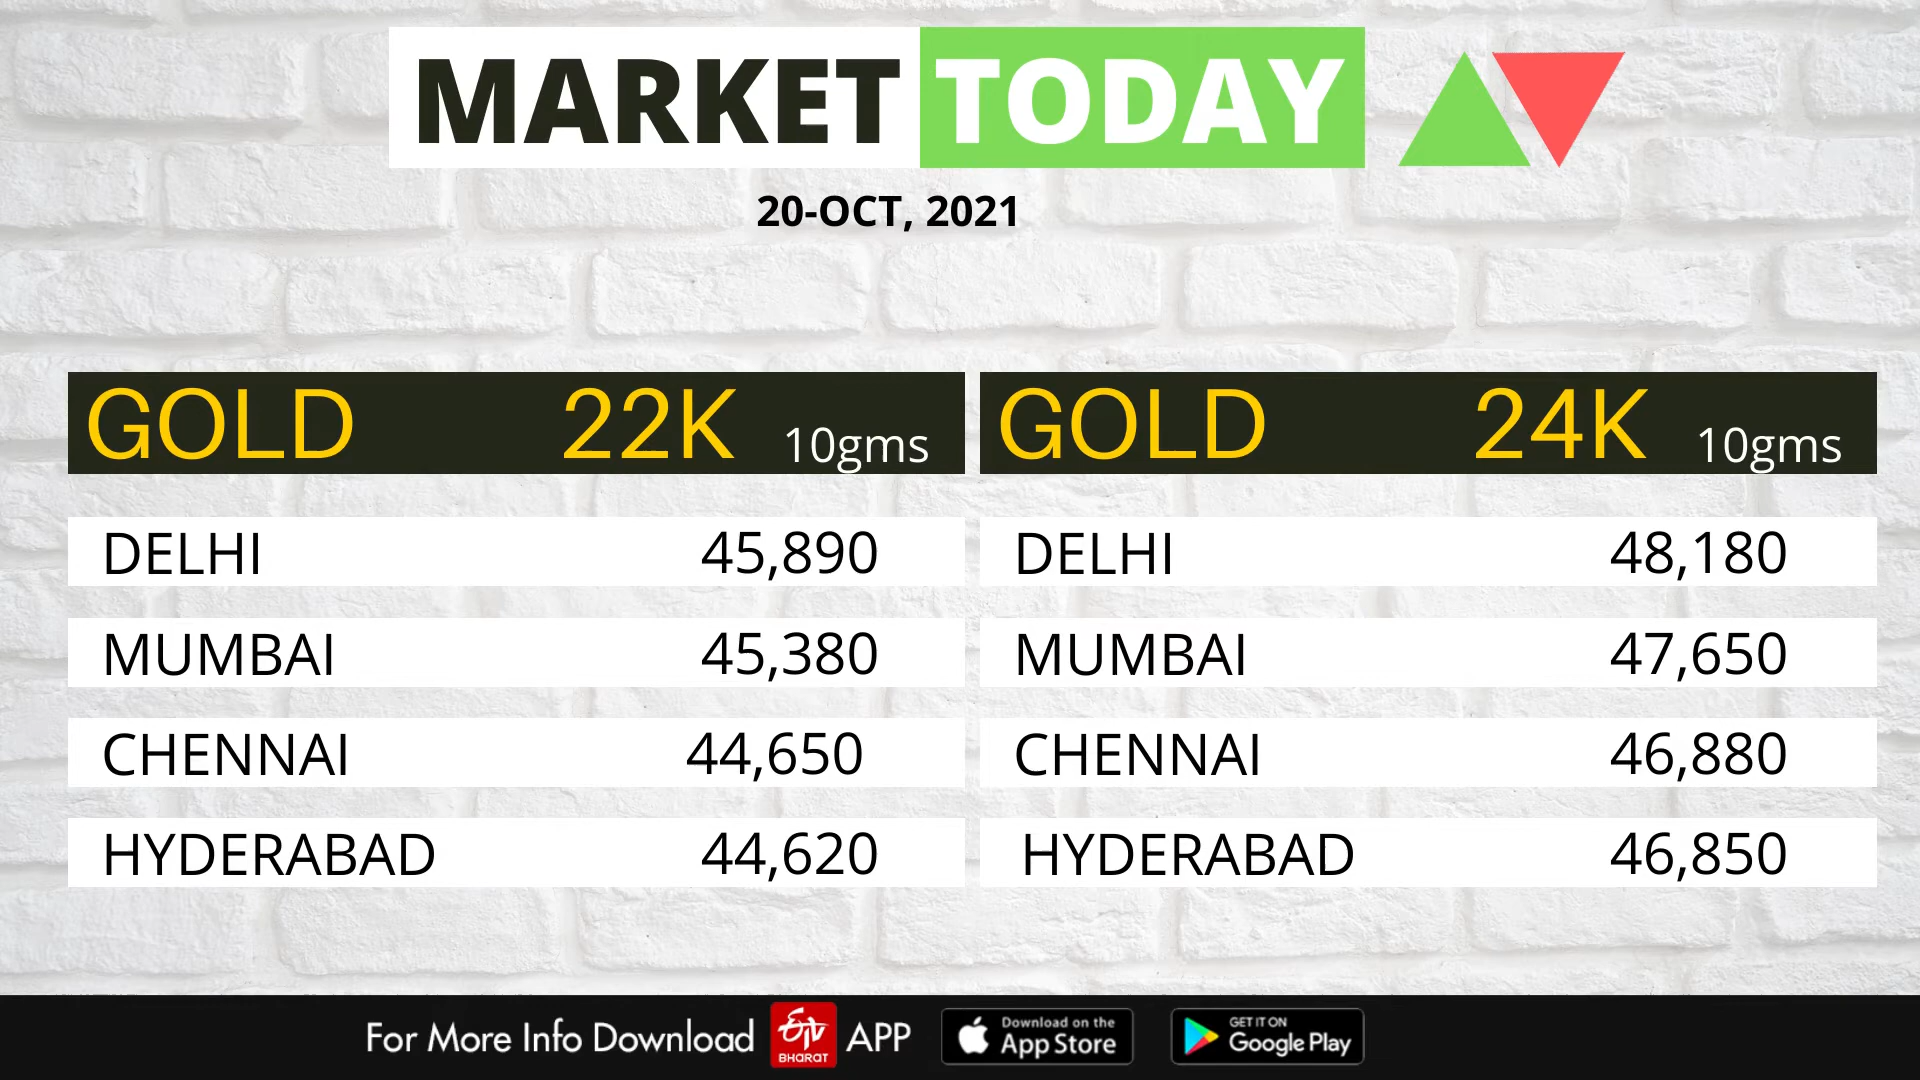 MARKET TODAY
20-OCT, 2021
GOLD 22K 10gms
DELHI 45,890
MUMBAI 45,380
CHENNAI 44,650
HYDERABAD 44,620
GOLD 24K 10gms
DELHI 48,180
MUMBAI 47,650
CHENNAI 46,880
HYDERABAD 46,850
For More Info Download ETV BHARAT APP
Download on the
App Store
GET IT ON
Google Play